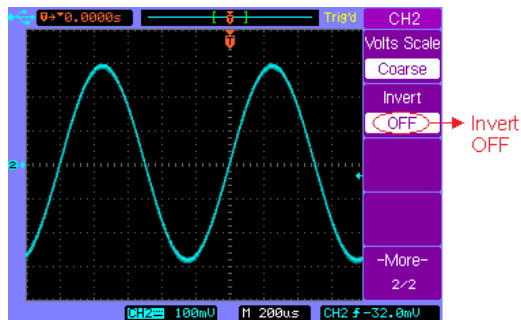 0.0000s Trig'd CH2
T
Volts Scale
Coarse
Invert
OFF
Invert
OFF
2
-More-
2/2
CH2 100mV M 200us CH2 -32.0mV